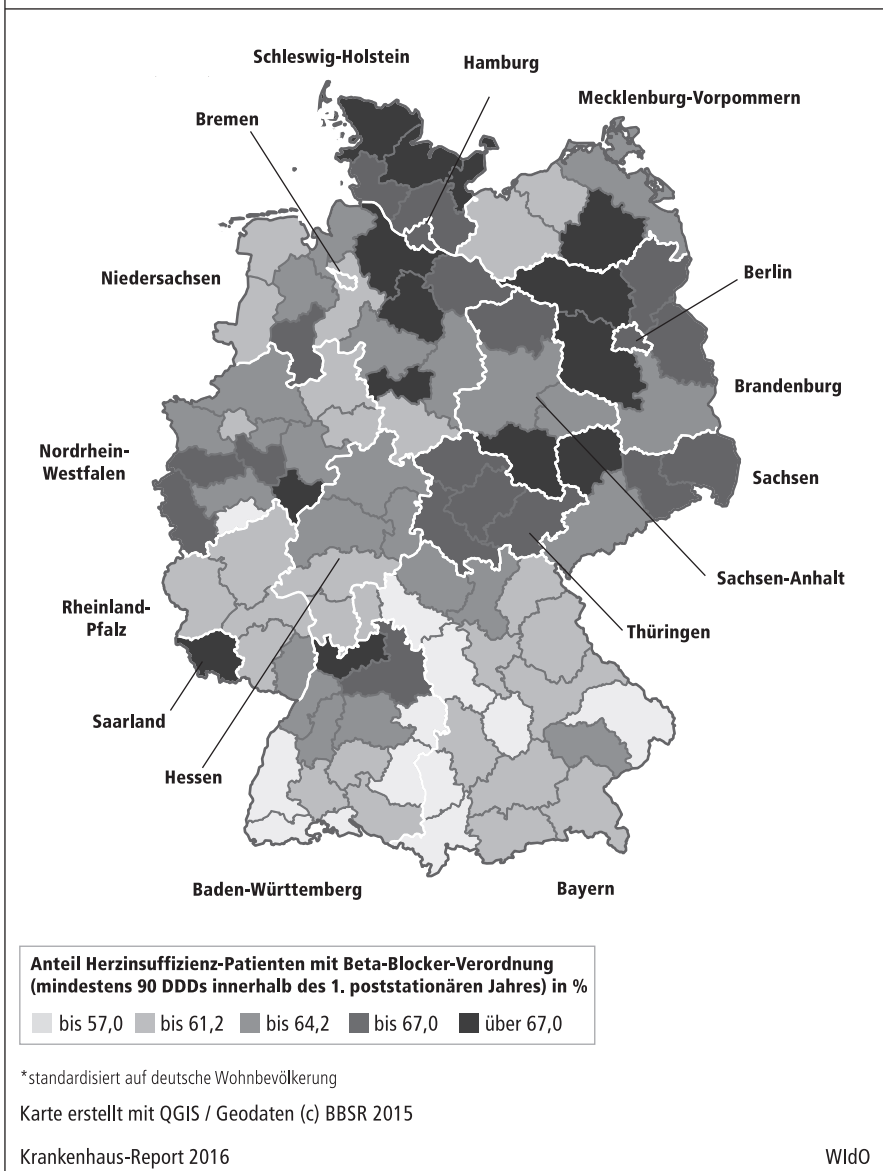 Schleswig-Holstein
Hamburg
Mecklenburg-Vorpommern
Bremen
Niedersachsen
Berlin
Brandenburg
Nordrhein-
Westfalen
Sachsen
Sachsen-Anhalt
Rheinland-
Pfalz
Thüringen
Saarland
Hessen
Baden-Württemberg
Bayern
Anteil Herzinsuffizienz-Patienten mit Beta-Blocker-Verordnung
(mindestens 90 DDDs innerhalb des 1. poststationären Jahres) in %
bis 57,0 bis 61,2 bis 64,2 bis 67,0 über 67,0
*standardisiert auf deutsche Wohnbevölkerung
Karte erstellt mit QGIS / Geodaten (c) BBSR 2015
Krankenhaus-Report 2016 WIdO